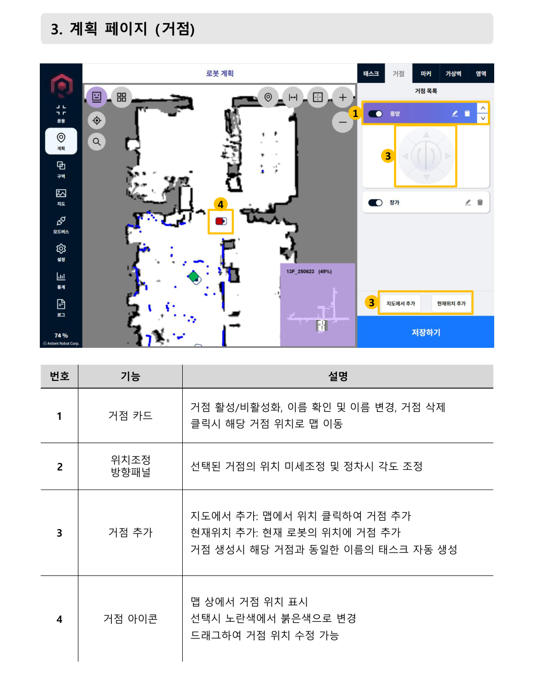 3. 계획 페이지 (거점)
로봇 계획
태스크 거점 마커 가상벽 영역
거점 목록
1
중앙
3
창가
4
13F_250623 (49%)
3
지도에서 추가 현재위치 추가
저장하기
운용
계획
구역
지도
모드버스
설정
통계
로그
74 %
© Ardent Robot Corp.
번호 기능 설명
1 거점 카드 거점 활성/비활성화, 이름 확인 및 이름 변경, 거점 삭제
클릭시 해당 거점 위치로 맵 이동
2 위치조정
방향패널 선택된 거점의 위치 미세조정 및 정차시 각도 조정
3 거점 추가 지도에서 추가: 맵에서 위치 클릭하여 거점 추가
현재위치 추가: 현재 로봇의 위치에 거점 추가
거점 생성시 해당 거점과 동일한 이름의 태스크 자동 생성
4 거점 아이콘 맵 상에서 거점 위치 표시
선택시 노란색에서 붉은색으로 변경
드래그하여 거점 위치 수정 가능